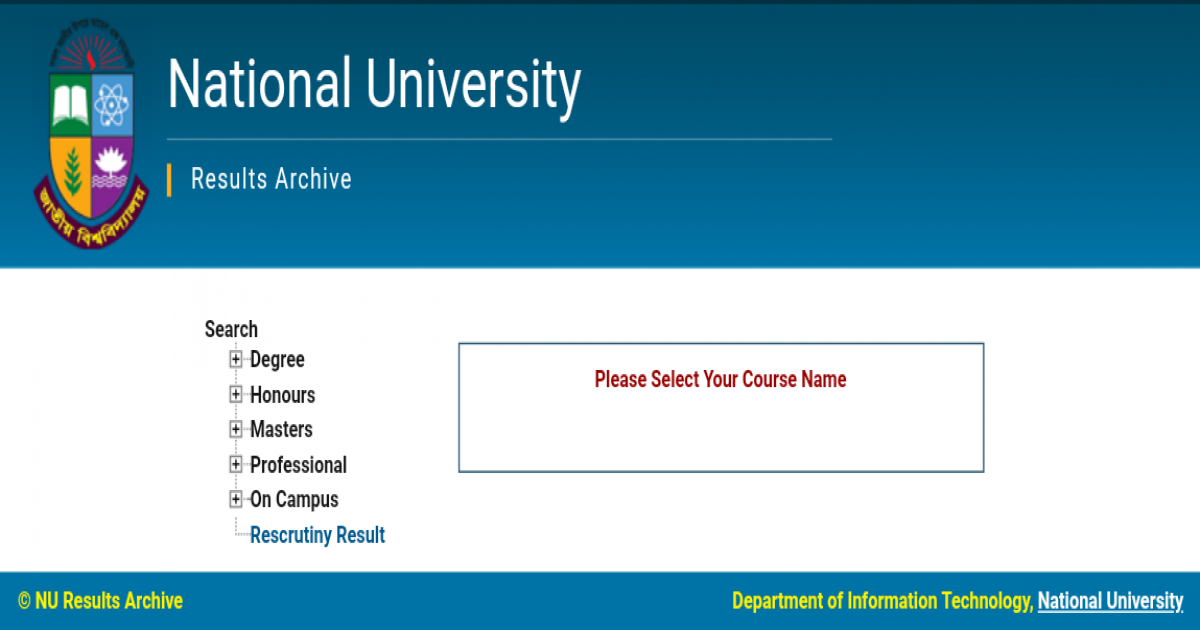 National University
Results Archive
জাতীয় বিশ্ববিদ্যালয়
Search
Degree
Honours
Masters
Professional
On Campus
Rescrutiny Result
Please Select Your Course Name
© NU Results Archive
Department of Information Technology, National University